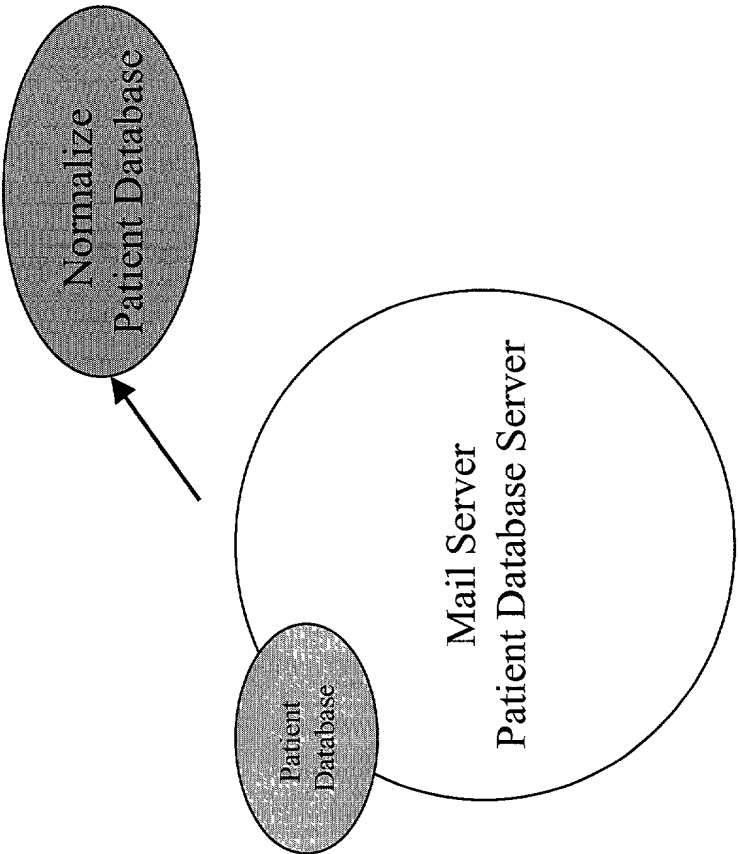 Normalize
Patient Database
Patient
Database
Mail Server
Patient Database Server